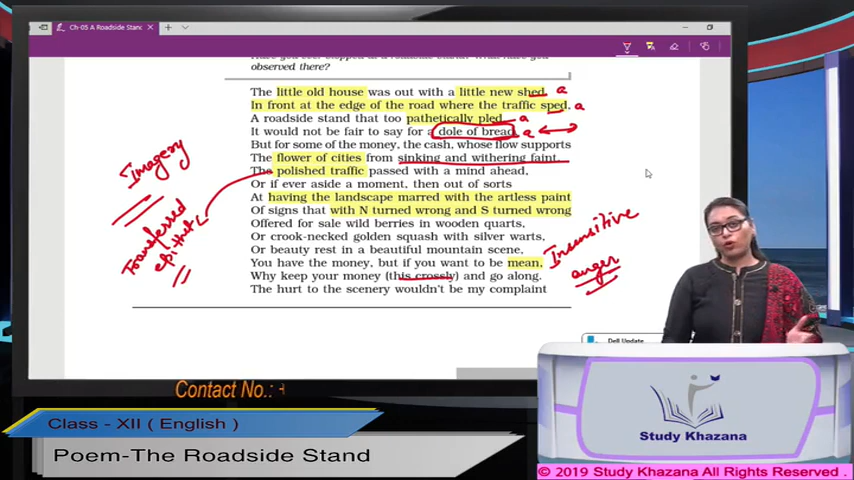 Ch-05 A Roadside Stand
observed there?
The little old house was out with a little new shed a
In front at the edge of the road where the traffic sped, a
A roadside stand that too pathetically pled, a
It would not be fair to say for a dole of bread, a
But for some of the money, the cash, whose flow supports
The flower of cities from sinking and withering faint.
The polished traffic passed with a mind ahead,
Or if ever aside a moment, then out of sorts
At having the landscape marred with the artless paint
Of signs that with N turned wrong and S turned wrong
Offered for sale wild berries in wooden quarts,
Or crook-necked golden squash with silver warts,
Or beauty rest in a beautiful mountain scene,
You have the money, but if you want to be mean,
Why keep your money (this crossly) and go along.
The hurt to the scenery wouldn't be my complaint
Imagery
Transferred
epithet
Insensitive
anger
Dell Update
Contact No.:
Class - XII ( English )
Poem-The Roadside Stand
Study Khazana
© 2019 Study Khazana All Rights Reserved .